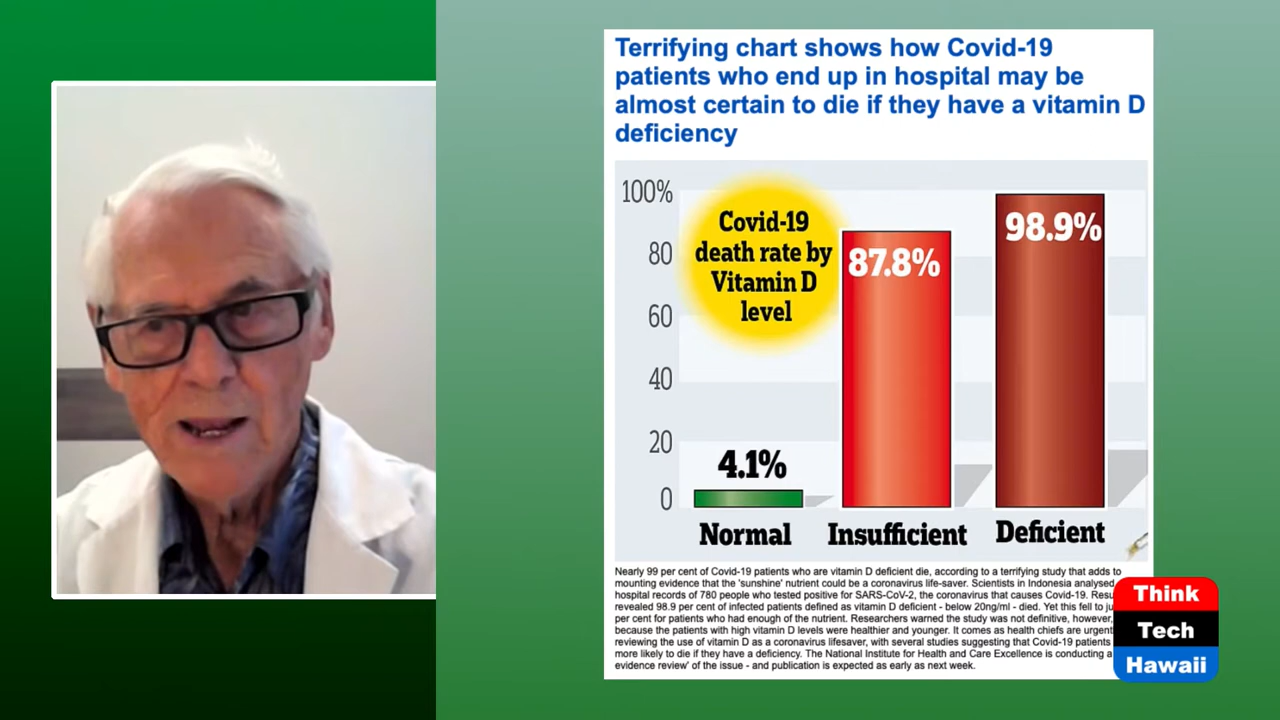 Terrifying chart shows how Covid-19
patients who end up in hospital may be
almost certain to die if they have a vitamin D
deficiency
100%
80
60
40
20
0
Covid-19
death rate by
Vitamin D
level
4.1%
87.8%
98.9%
Normal
Insufficient
Deficient
Nearly 99 per cent of Covid-19 patients who are vitamin D deficient die, according to a terrifying study that adds to
mounting evidence that the 'sunshine' nutrient could be a coronavirus life-saver. Scientists in Indonesia analysed
hospital records of 780 people who tested positive for SARS-CoV-2, the coronavirus that causes Covid-19. Resu
revealed 98.9 per cent of infected patients defined as vitamin D deficient - below 20ng/ml - died. Yet this fell to ju
per cent for patients who had enough of the nutrient. Researchers warned the study was not definitive, however,
because the patients with high vitamin D levels were healthier and younger. It comes as health chiefs are urgent
reviewing the use of vitamin D as a coronavirus lifesaver, with several studies suggesting that Covid-19 patients
more likely to die if they have a deficiency. The National Institute for Health and Care Excellence is conducting a
evidence review' of the issue - and publication is expected as early as next week.
Think
Tech
Hawaii